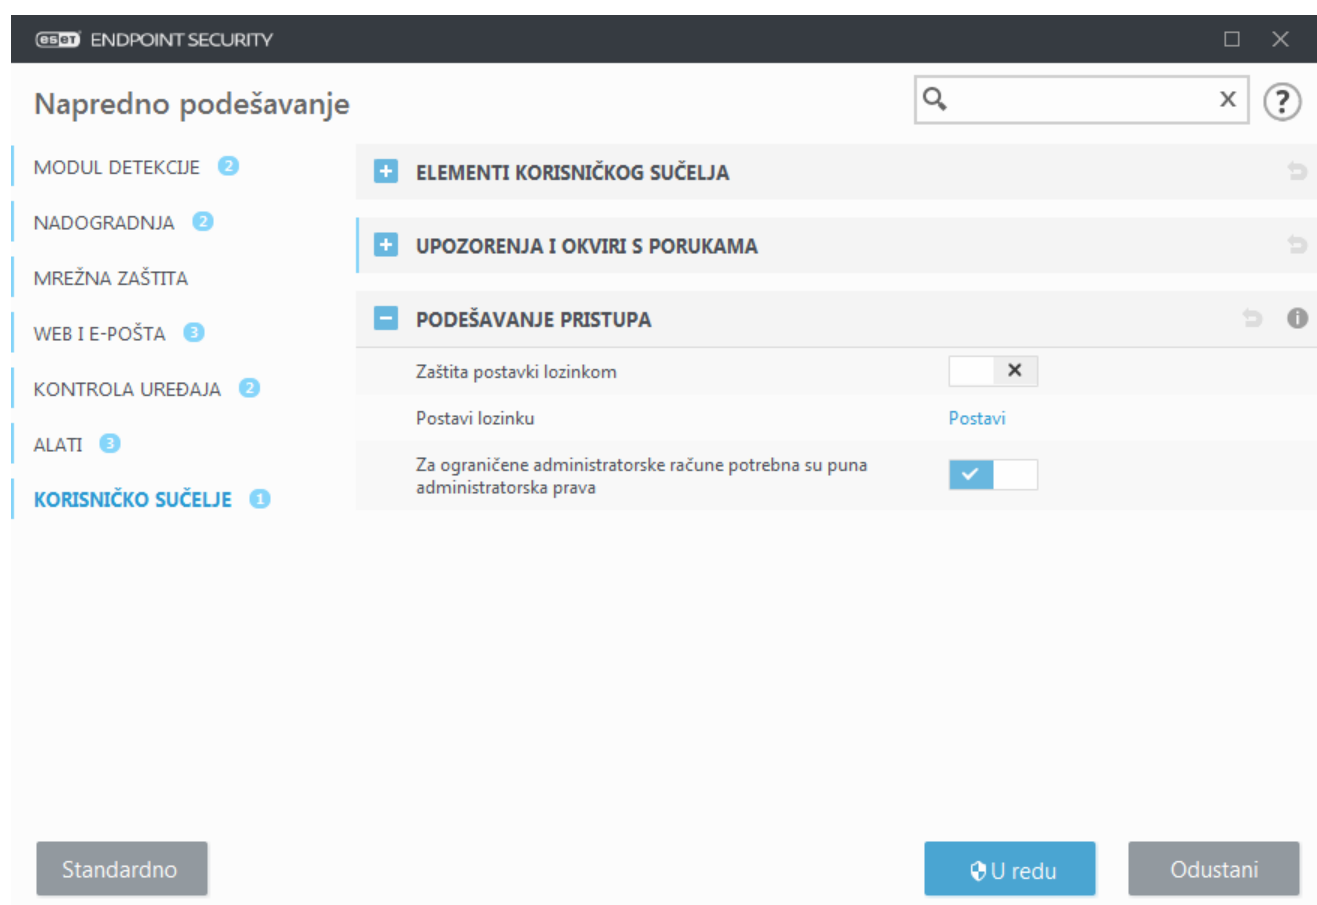 eset ENDPOINT SECURITY
Napredno podešavanje
x
?
MODUL DETEKCIJE 2
NADOGRADNJA 2
MREŽNA ZAŠTITA
WEB I E-POŠTA 3
KONTROLA UREĐAJA 2
ALATI 3
KORISNIČKO SUČELJE 1
ELEMENTI KORISNIČKOG SUČELJA
UPOZORENJA I OKVIRI S PORUKAMA
PODEŠAVANJE PRISTUPA
Zaštita postavki lozinkom
Postavi lozinku Postavi
Za ograničene administratorske račune potrebna su puna
administratorska prava
Standardno
U redu
Odustani